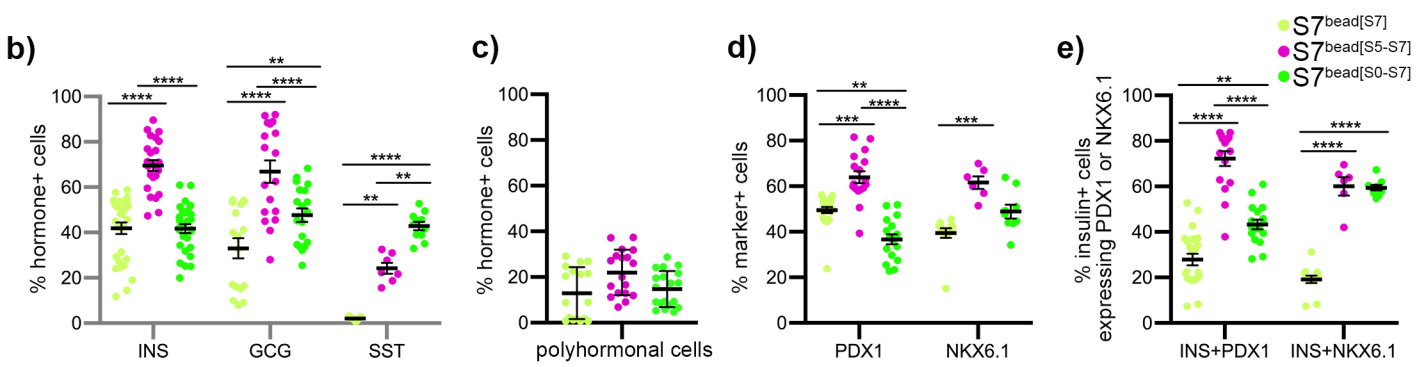 b)
% hormone+ cells
100
80
60
40
20
0
**
****
****
****
****
**
**
**
INS
GCG
SST
c)
% hormone+ cells
100
80
60
40
20
0
polyhormonal cells
d)
% marker+ cells
100
80
60
40
20
0
**
****
***
***
PDX1
NKX6.1
e)
S7bead[S7]
S7bead[S5-S7]
S7bead[S0-S7]
% insulin+ cells
expressing PDX1 or NKX6.1
100
80
60
40
20
0
**
****
****
****
****
INS+PDX1
INS+NKX6.1